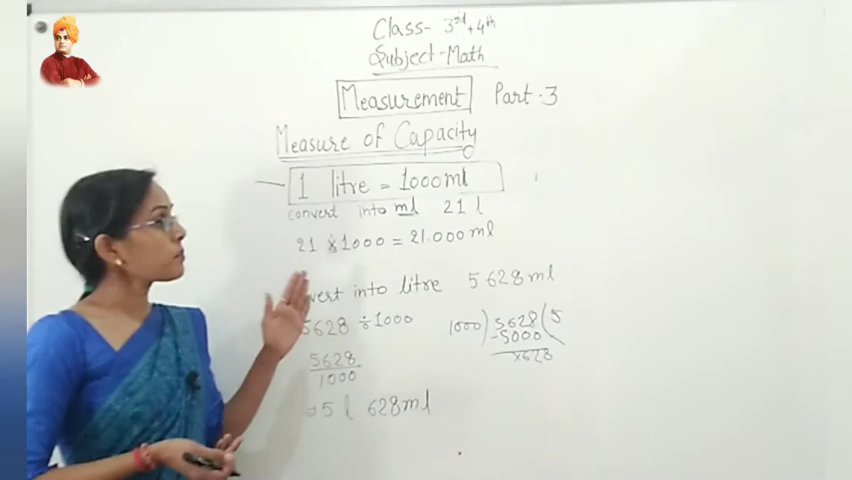 Class- 3rd + 4th
Subject-Math
Measurement Part-3
Measure of Capacity
1 litre = 1000ml
convert into ml 21 l
21 x 1000 = 21.000 ml
vert into litre 5628 ml
5628 ÷ 1000
5628
1000
= 5 l 628 ml
1000 ) 5628 ( 5
- 5000
x628